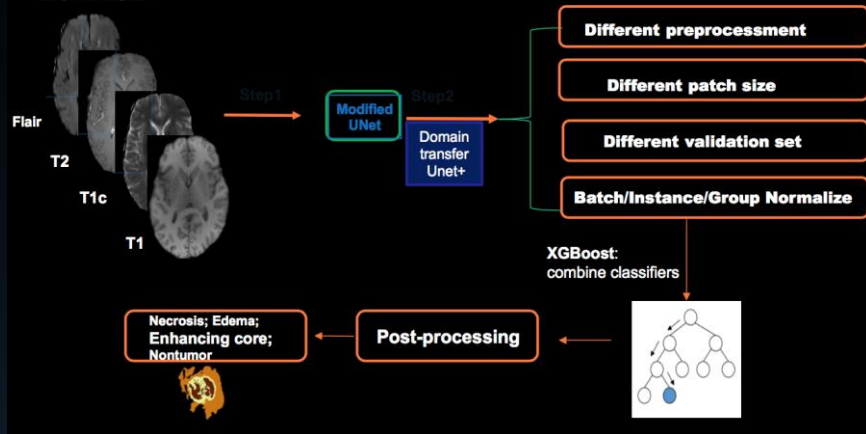 Flair
T2
T1c
T1
Step1
Modified
UNet
Step2
Domain
transfer
Unet+
Different preprocessment
Different patch size
Different validation set
Batch/Instance/Group Normalize
XGBoost:
combine classifiers
Post-processing
Necrosis; Edema;
Enhancing core;
Nontumor